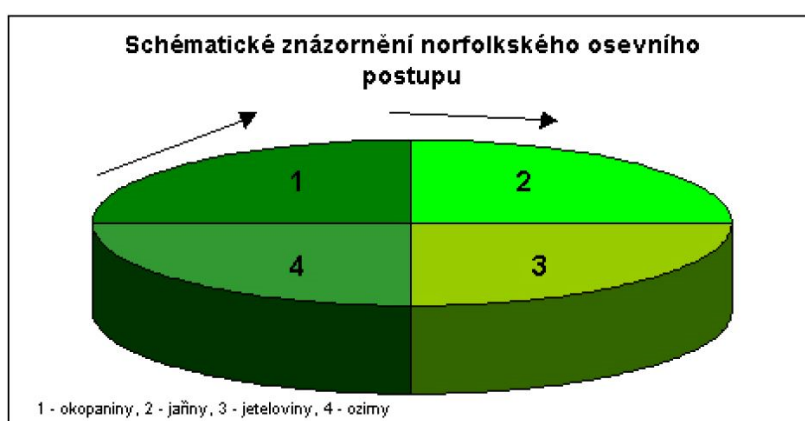 Schématické znázornění norfolkského osevního
postupu
1
2
4
3
1 - okopaniny, 2 - jařiny, 3 - jeteloviny, 4 - ozimy